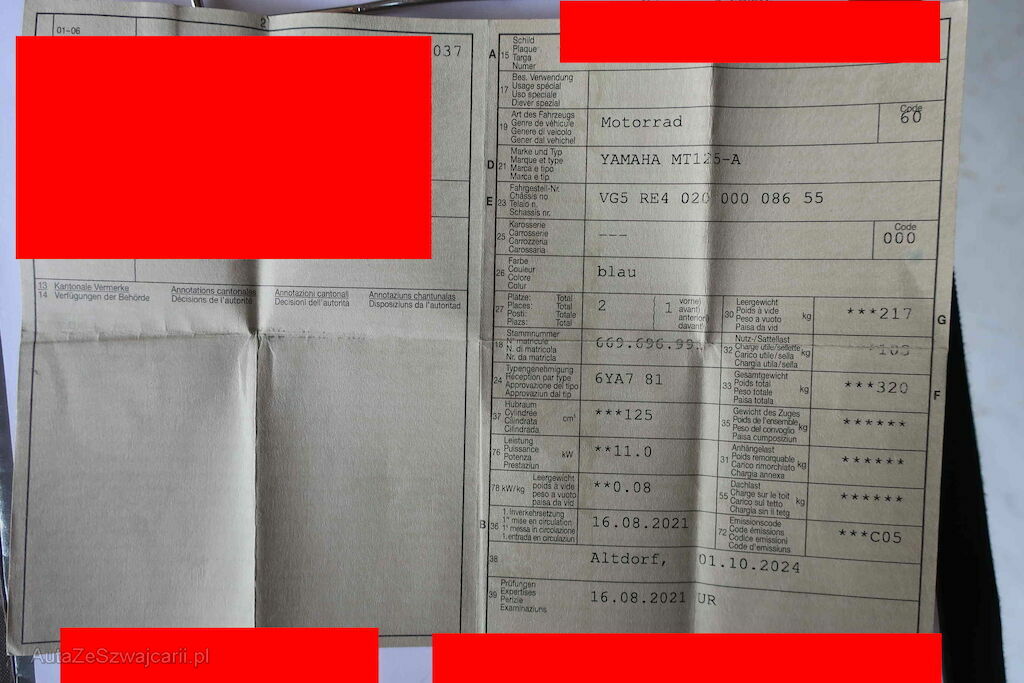 01-06
2
037
A 15 Schild
Plaque
Targa
Numer
17 Bes. Verwendung
Usage spécial
Uso speciale
Diever spezial
19 Art des Fahrzeugs
Genre de véhicule
Genere di veicolo
Gener dal vehichel
Motorrad
Code
60
D 21 Marke und Typ
Marque et type
Marca e tipo
Marca e tip
YAMAHA MT125-A
E 23 Fahrgestell-Nr.
Châssis no
Telaio n.
Schassis nr.
VG5 RE4 020 000 086 55
25 Karosserie
Carrosserie
Carrozzeria
Carossaria
---
Code
000
26 Farbe
Couleur
Colore
Colur
blau
13 Kantonale Vermerke
Annotations cantonales
Annotazioni cantonali
Annotaziuns chantunalas
14 Verfügungen der Behörde
Décisions de l'autorité
Decisioni dell'autorità
Disposiziuns da l'autoritad
27 Plätze: Total
Places: Total
Posti: Totale
Plazs: Total
2
1
vorne)
avant)
anteriori)
davant)
30 Leergewicht
Poids à vide
Peso a vuoto
Paisa da vid
kg
***217
G
18 Stammnummer
N° matricule
N. di matricola
Nr. da matricla
669.696.99
32 Nutz-/Sattellast
Charge utile/sellette
Carico utile/sella
Chargia utila/sella
kg
24 Typengenehmigung
Réception par type
Approvazione del tipo
Approvaziun dal tip
6YA7 81
33 Gesamtgewicht
Poids total
Peso totale
Paisa totala
kg
***320
F
37 Hubraum
Cylindrée
Cilindrata
Cilindrada
cm³
***125
35 Gewicht des Zuges
Poids de l'ensemble
Peso del convoglio
Paisa cumposiziun
kg
******
76 Leistung
Puissance
Potenza
Prestaziun
kW
**11.0
31 Anhängelast
Poids remorquable
Carico rimorchiato
Chargia annexa
kg
******
78 kW/kg
Leergewicht
poids à vide
peso a vuoto
paisa da vid
**0.08
55 Dachlast
Charge sur le toit
Carico sul tetto
Chargia sin il tetg
kg
******
B 36 1. Inverkehrsetzung
1re mise en circulation
1a messa in circolazione
1. entrada en circulaziun
16.08.2021
72 Emissionscode
Code émissions
Codice emissioni
Code d'emissiuns
***C05
38
Altdorf, 01.10.2024
39 Prüfungen
Expertises
Perizie
Examinaziuns
16.08.2021 UR
AutaZeSzwajcarii.pl